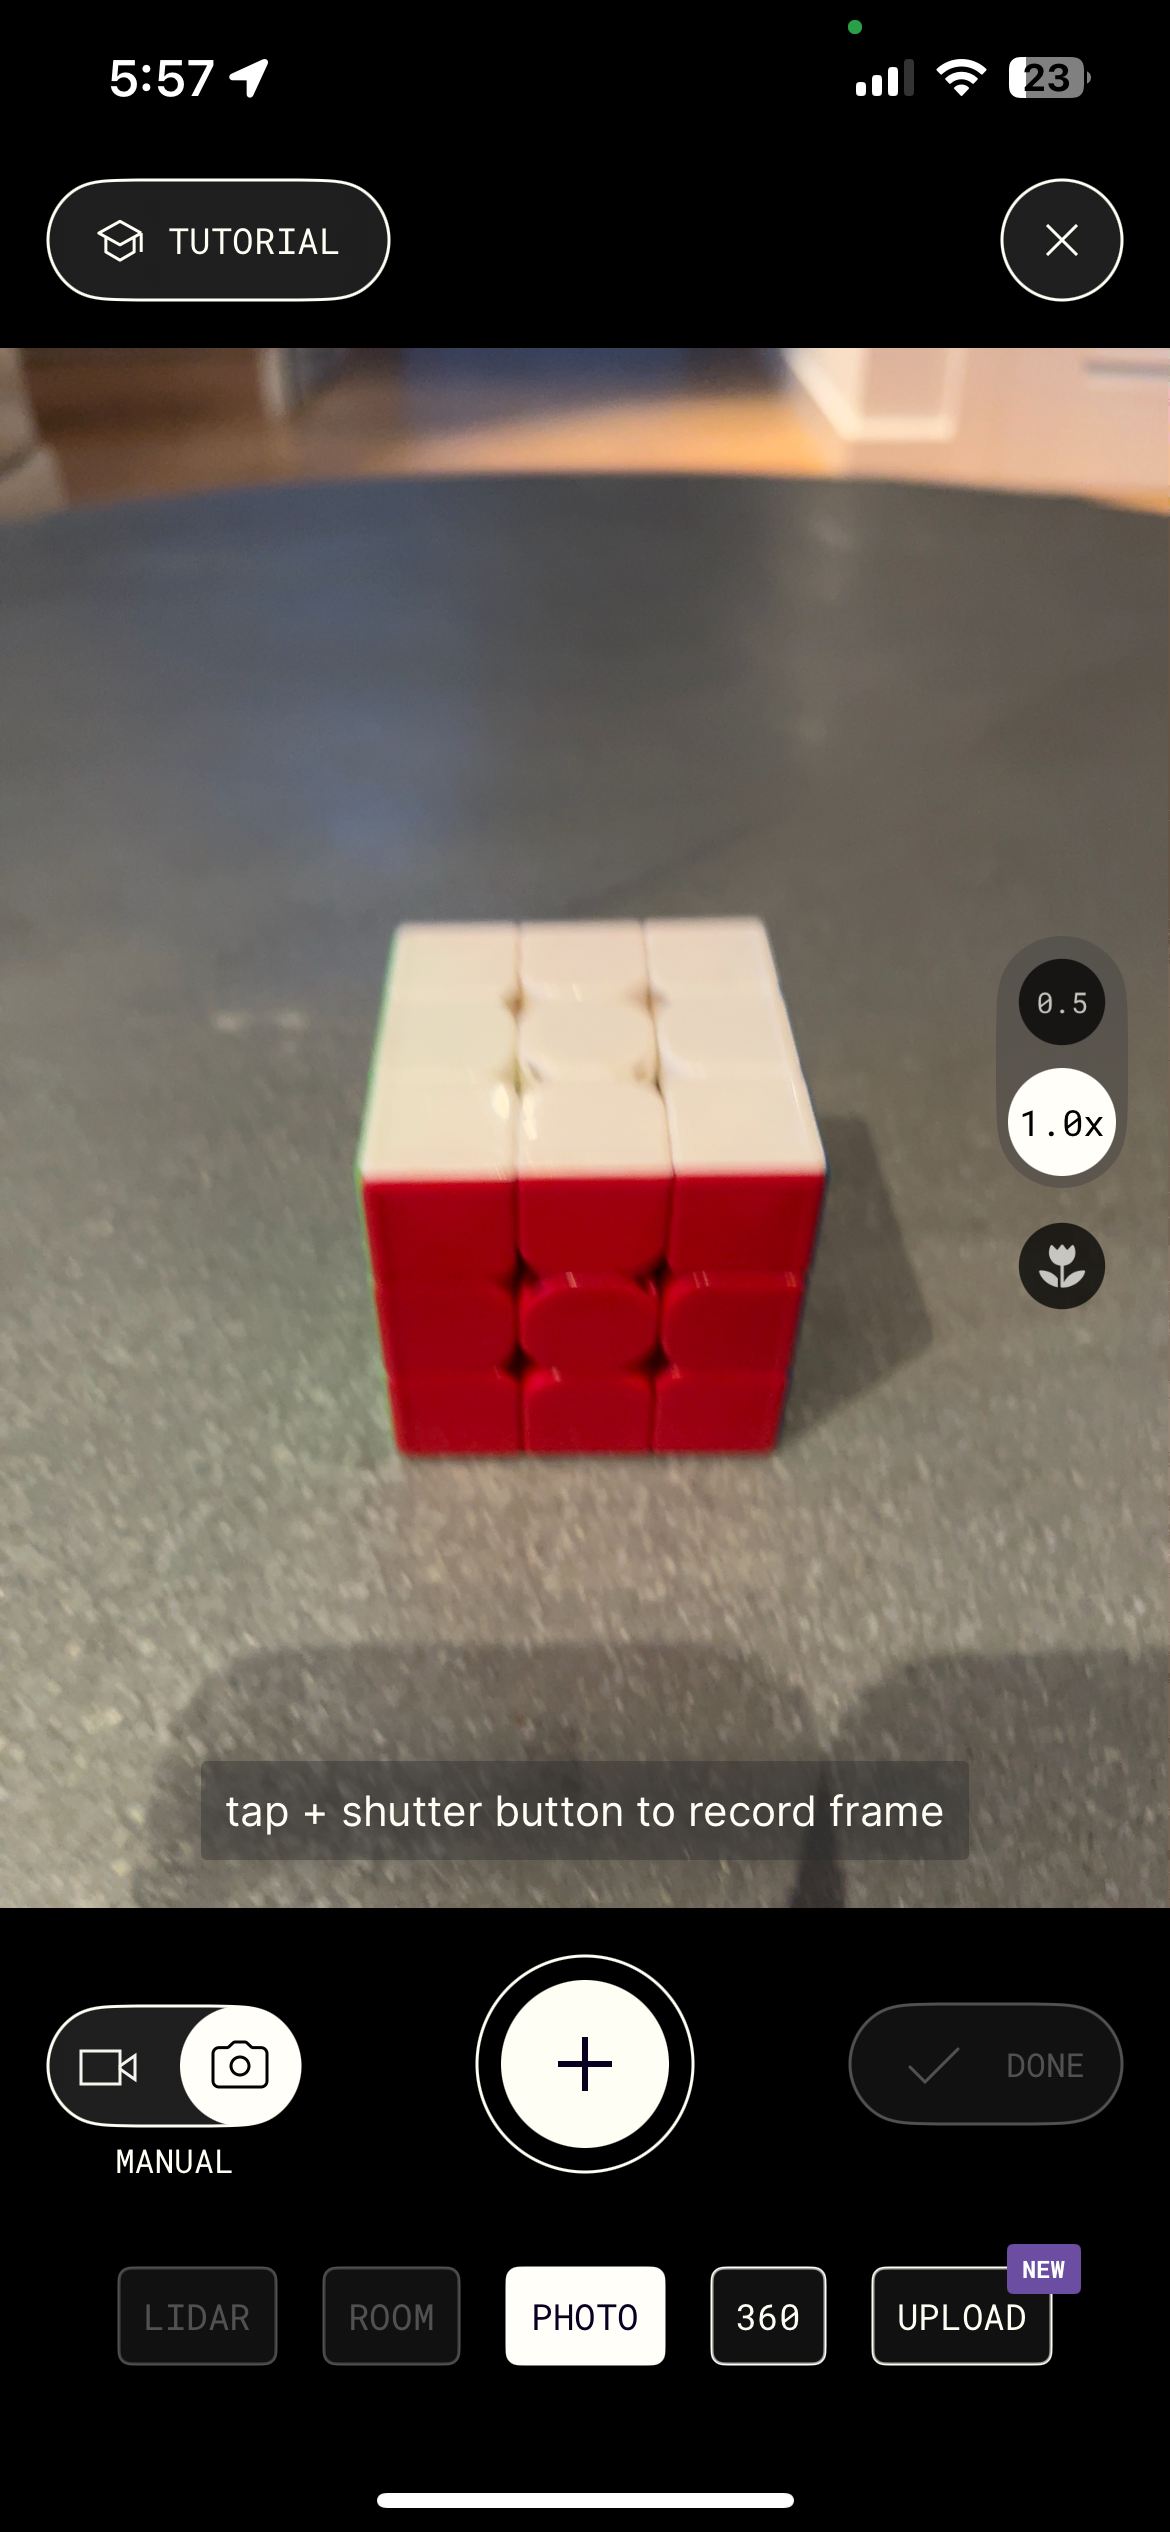 5:57
23
TUTORIAL
0.5
1.0x
tap + shutter button to record frame
DONE
MANUAL
NEW
LIDAR
ROOM
PHOTO
360
UPLOAD